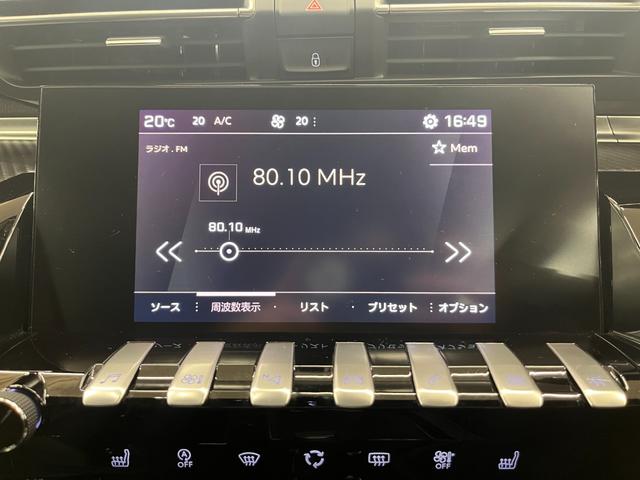 20℃ 20 A/C 20 16:49
ラジオ.FM Mem
80.10 MHz
80.10 MHz
ソース 周波数表示 リスト プリセット オプション
OFF OFF